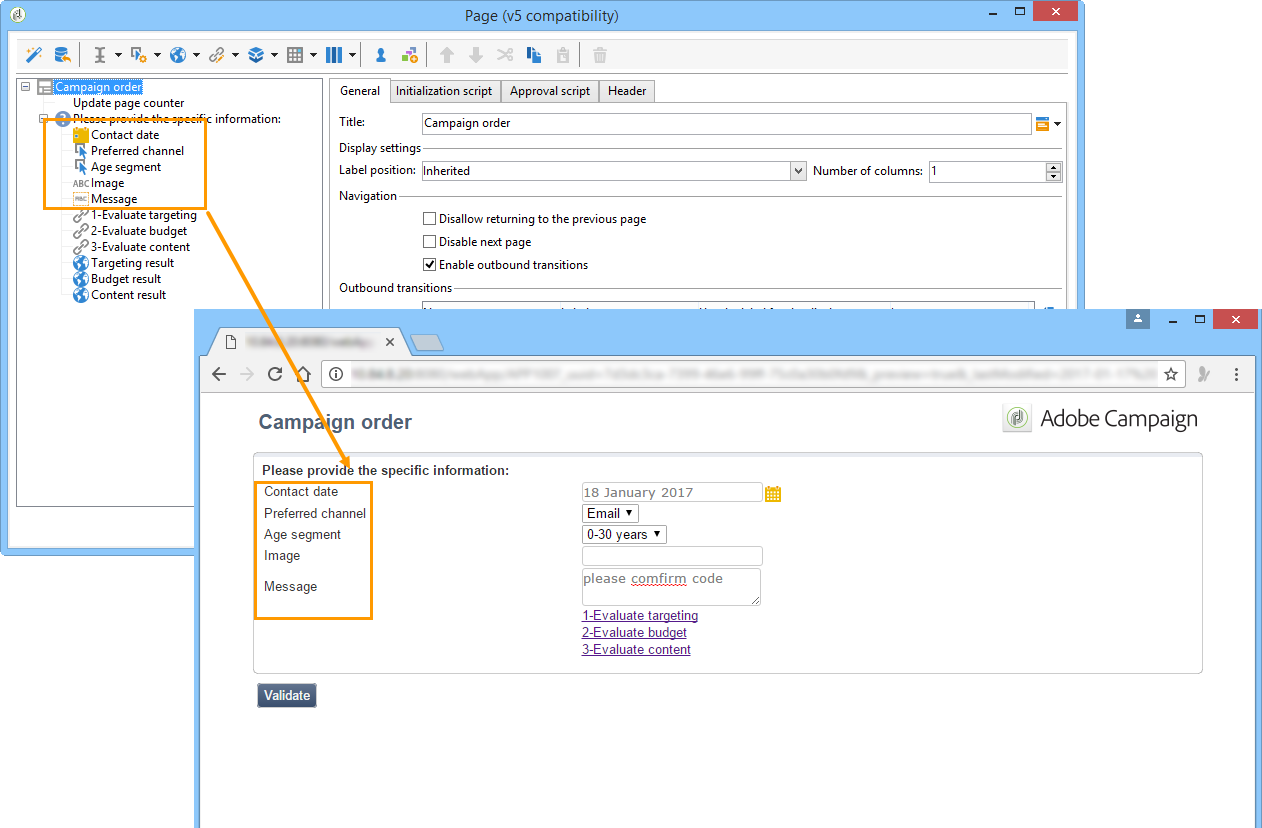 Page (v5 compatibility)
Campaign order
Update page counter
Please provide the specific information:
Contact date
Preferred channel
Age segment
ABC Image
Message
1-Evaluate targeting
2-Evaluate budget
3-Evaluate content
Targeting result
Budget result
Content result
General Initialization script Approval script Header
Title: Campaign order
Display settings
Label position: Inherited Number of columns: 1
Navigation
Disallow returning to the previous page
Disable next page
Enable outbound transitions
Outbound transitions
Campaign order
Adobe Campaign
Please provide the specific information:
Contact date 18 January 2017
Preferred channel Email
Age segment 0-30 years
Image
Message please comfirm code
1-Evaluate targeting
2-Evaluate budget
3-Evaluate content
Validate